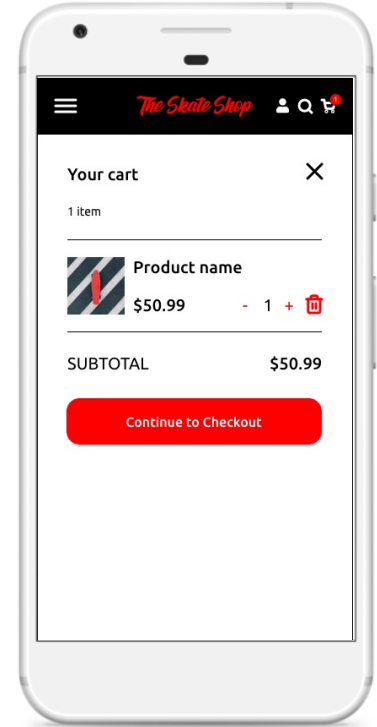 The Skate Shop
1
Your cart
1 item
Product name
$50.99 - 1 +
SUBTOTAL $50.99
Continue to Checkout